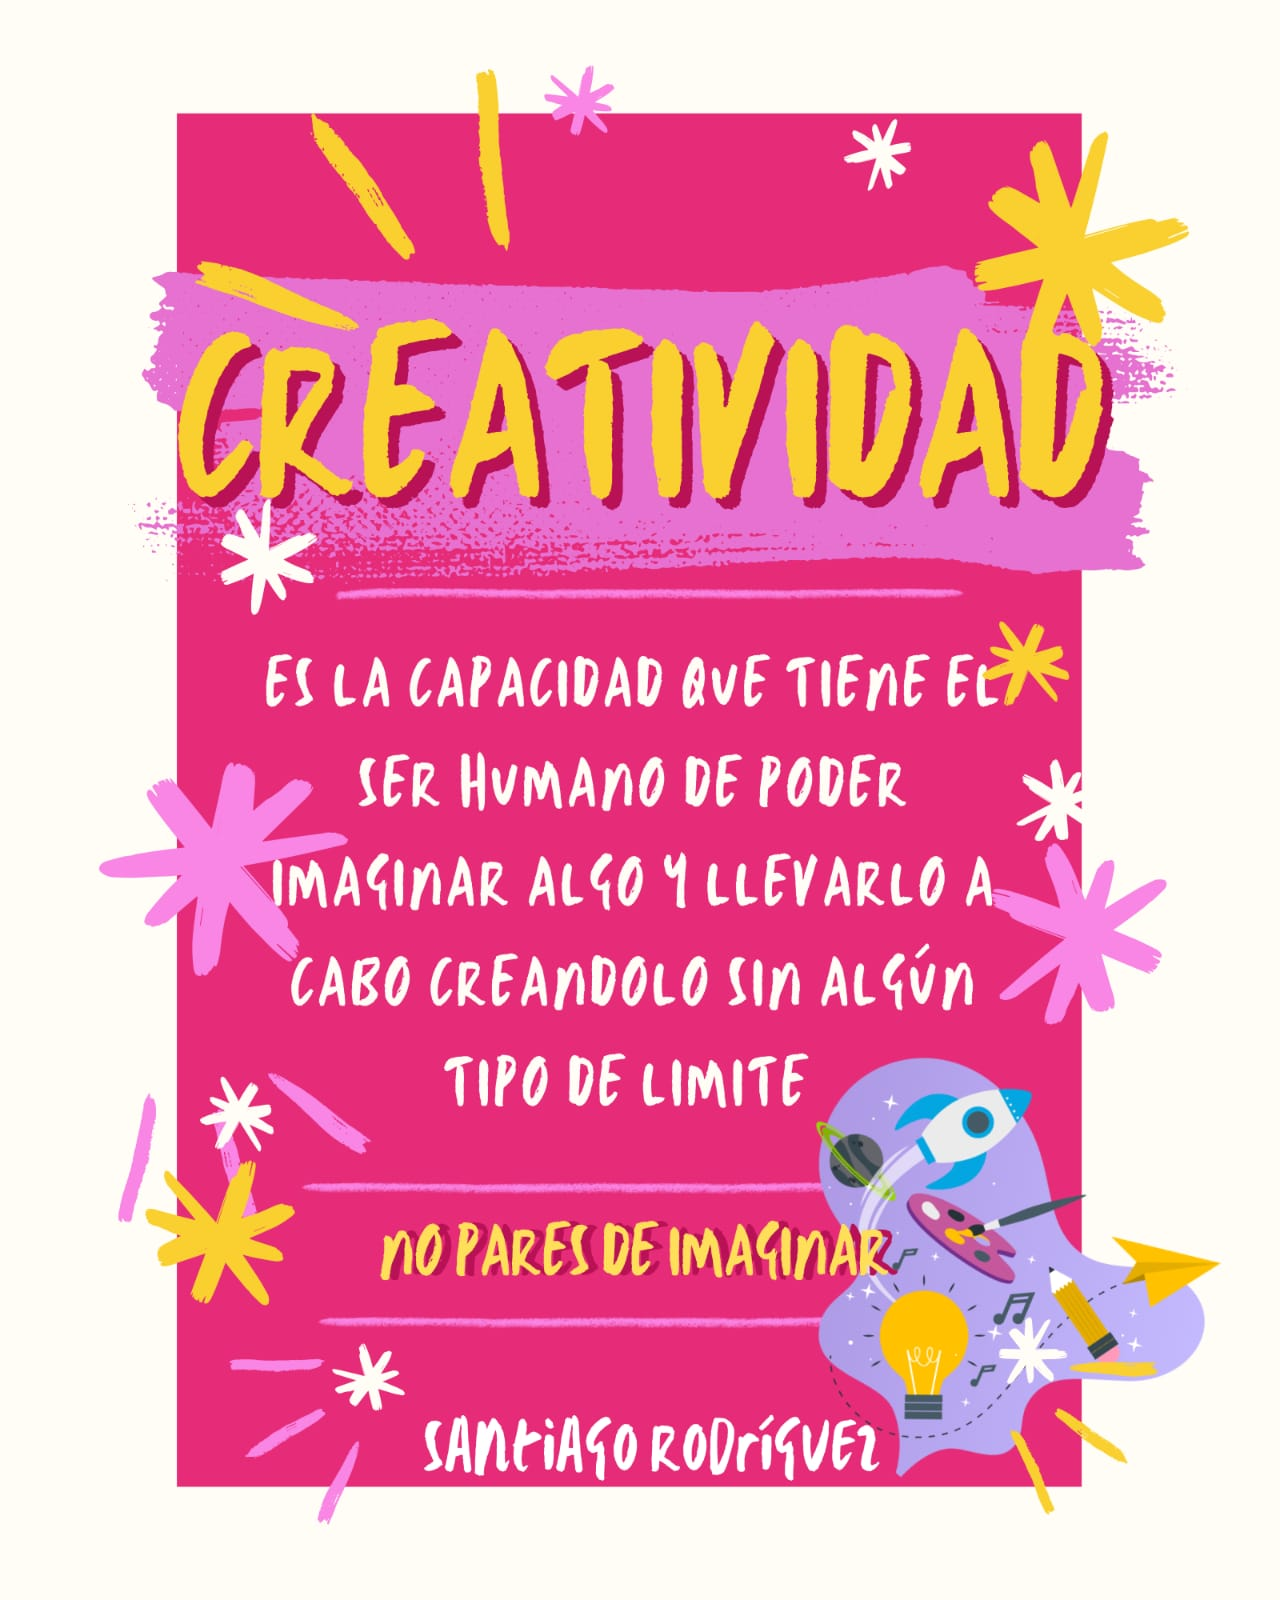 CREATIVIDAD
ES LA CAPACIDAD QUE TIENE EL
SER HUMANO DE PODER
IMAGINAR ALGO Y LLEVARLO A
CABO CREANDOLO SIN ALGÚN
TIPO DE LIMITE
NO PARES DE IMAGINAR
SANTIAGO RODRÍGUEZ